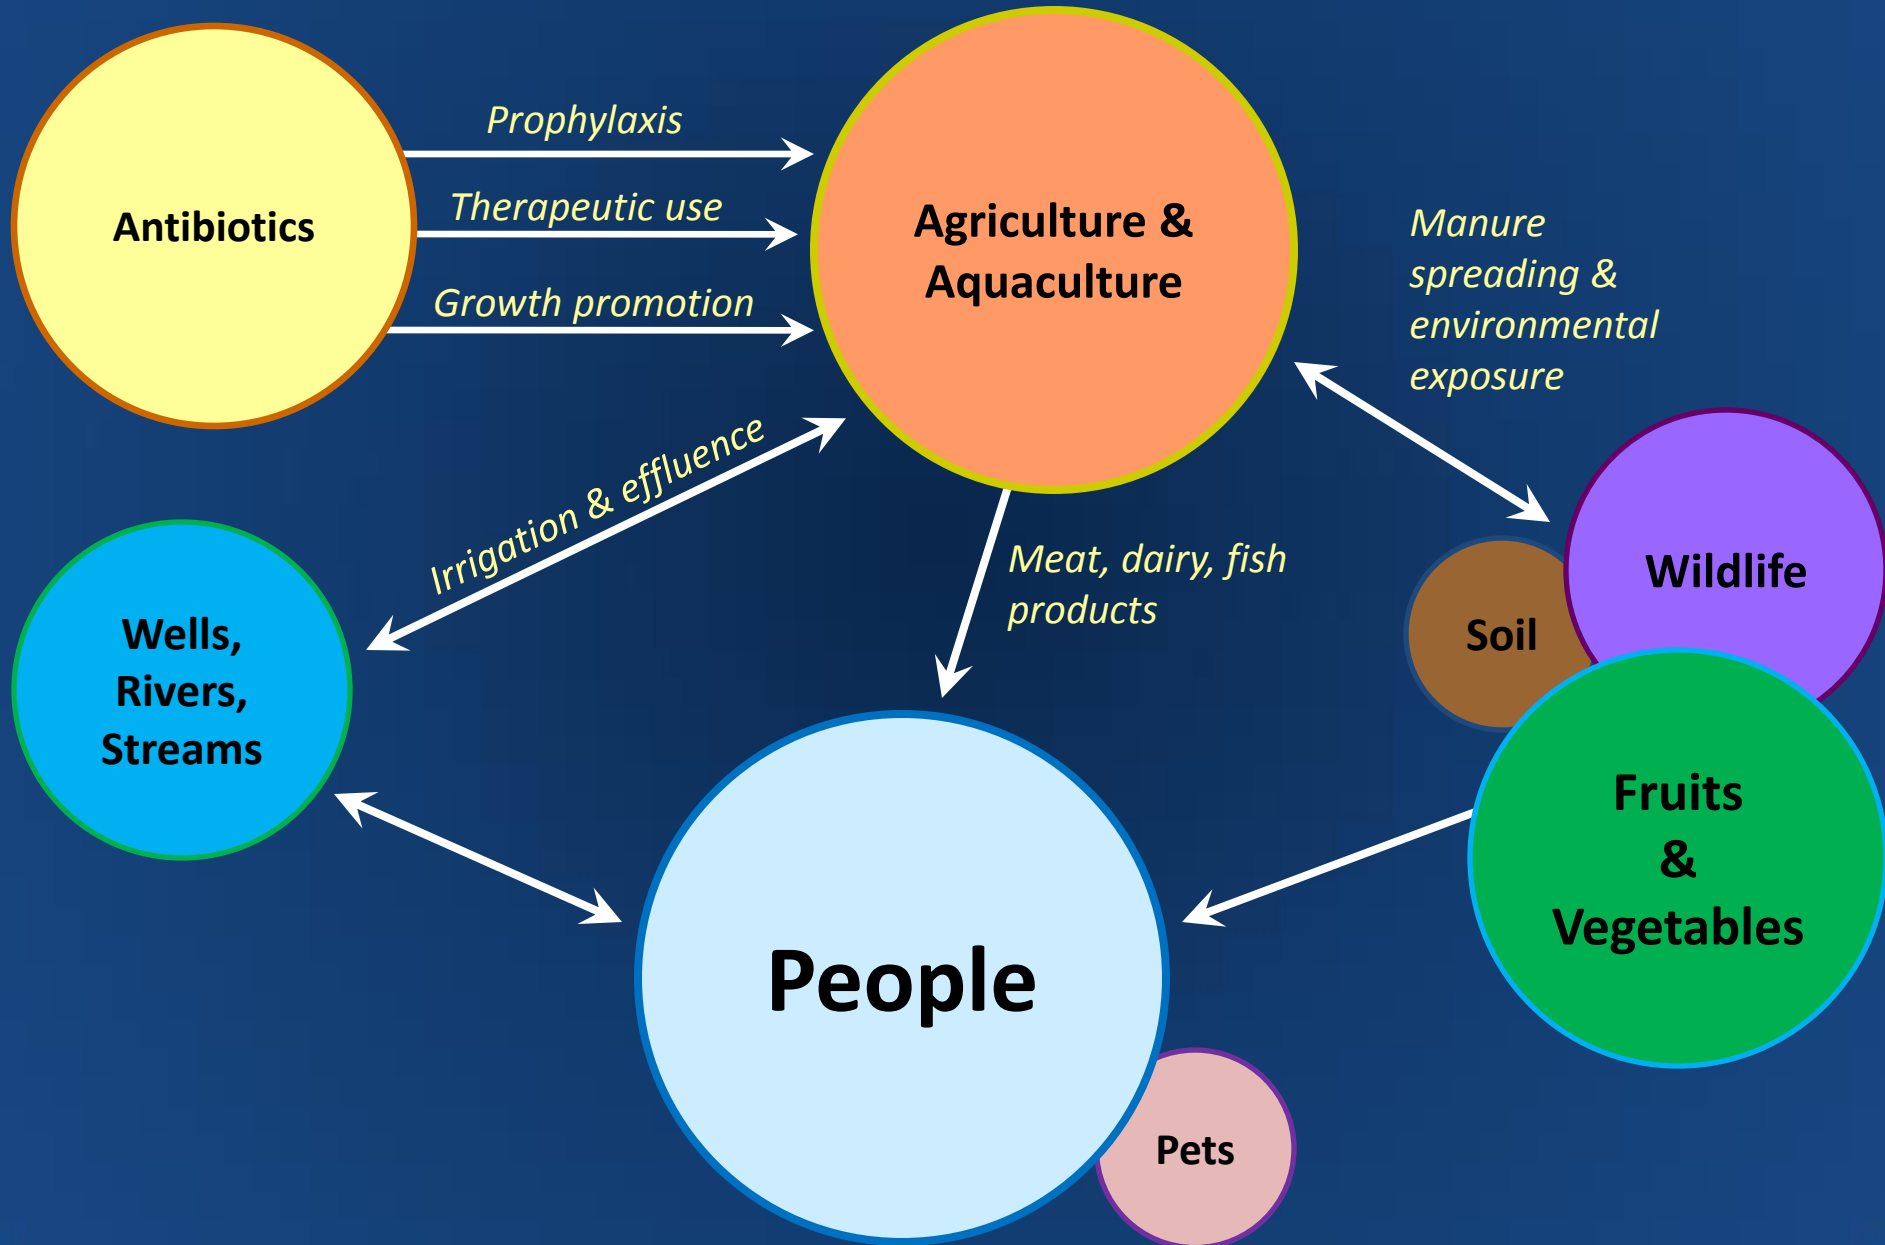 Antibiotics
Prophylaxis
Therapeutic use
Growth promotion
Agriculture &
Aquaculture
Manure
spreading &
environmental
exposure
Irrigation & effluence
Meat, dairy, fish
products
Wells,
Rivers,
Streams
Soil
Wildlife
Fruits
&
Vegetables
People
Pets